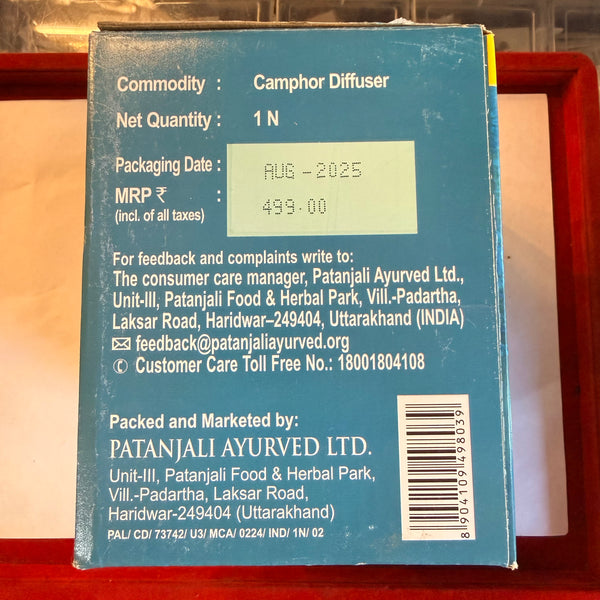 Commodity : Camphor Diffuser
Net Quantity : 1 N
Packaging Date : AUG - 2025
MRP ₹ : 499.00
(incl. of all taxes)
For feedback and complaints write to:
The consumer care manager, Patanjali Ayurved Ltd.,
Unit-III, Patanjali Food & Herbal Park, Vill.-Padartha,
Laksar Road, Haridwar–249404, Uttarakhand (INDIA)
✉ feedback@patanjaliayurved.org
✆ Customer Care Toll Free No.: 18001804108
Packed and Marketed by:
PATANJALI AYURVED LTD.
Unit-III, Patanjali Food & Herbal Park,
Vill.-Padartha, Laksar Road,
Haridwar-249404 (Uttarakhand)
PAL/ CD/ 73742/ U3/ MCA/ 0224/ IND/ 1N/ 02
8 904109 498039